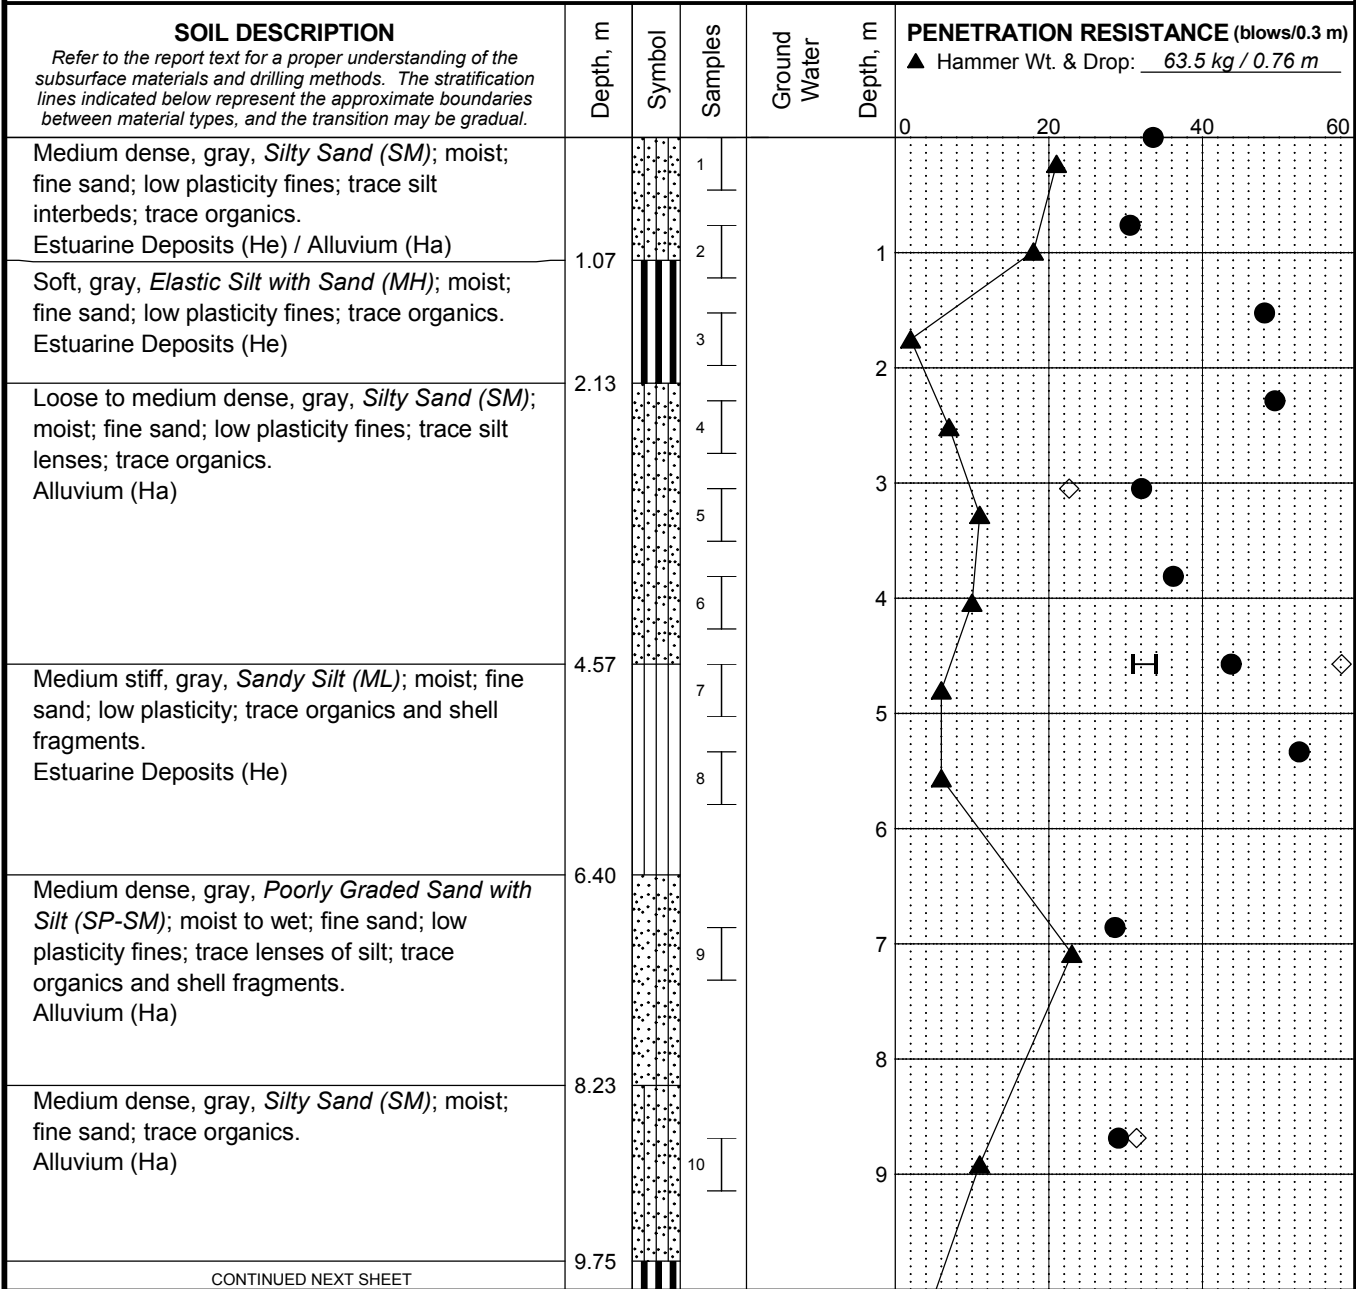 SOIL DESCRIPTION
Refer to the report text for a proper understanding of the
subsurface materials and drilling methods. The stratification
lines indicated below represent the approximate boundaries
between material types, and the transition may be gradual.
Depth, m
Symbol
Samples
Ground
Water
Depth, m
PENETRATION RESISTANCE (blows/0.3 m)
▲ Hammer Wt. & Drop: 63.5 kg / 0.76 m
0 20 40 60
Medium dense, gray, Silty Sand (SM); moist;
fine sand; low plasticity fines; trace silt
interbeds; trace organics.
Estuarine Deposits (He) / Alluvium (Ha)
1.07
Soft, gray, Elastic Silt with Sand (MH); moist;
fine sand; low plasticity fines; trace organics.
Estuarine Deposits (He)
2.13
Loose to medium dense, gray, Silty Sand (SM);
moist; fine sand; low plasticity fines; trace silt
lenses; trace organics.
Alluvium (Ha)
4.57
Medium stiff, gray, Sandy Silt (ML); moist; fine
sand; low plasticity; trace organics and shell
fragments.
Estuarine Deposits (He)
6.40
Medium dense, gray, Poorly Graded Sand with
Silt (SP-SM); moist to wet; fine sand; low
plasticity fines; trace lenses of silt; trace
organics and shell fragments.
Alluvium (Ha)
8.23
Medium dense, gray, Silty Sand (SM); moist;
fine sand; trace organics.
Alluvium (Ha)
9.75
CONTINUED NEXT SHEET
1
2
3
4
5
6
7
8
9
10
1
2
3
4
5
6
7
8
9